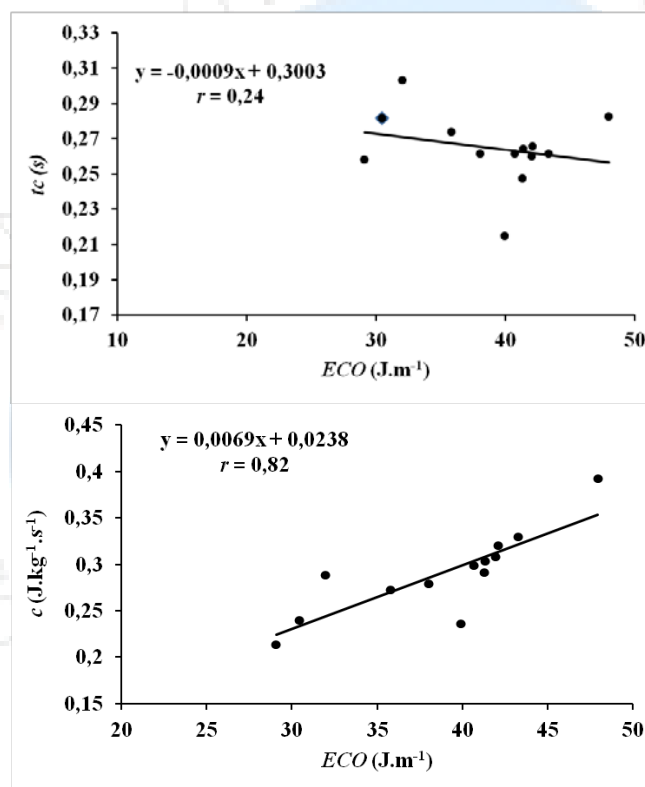 0,33
0,31
0,29
0,27
0,25
0,23
0,21
0,19
0,17
tc (s)
y = -0,0009x + 0,3003
r = 0,24
10 20 30 40 50
ECO (J.m⁻¹)
0,45
0,4
0,35
0,3
0,25
0,2
0,15
c (J.kg⁻¹.s⁻¹)
y = 0,0069x + 0,0238
r = 0,82
20 25 30 35 40 45 50
ECO (J.m⁻¹)